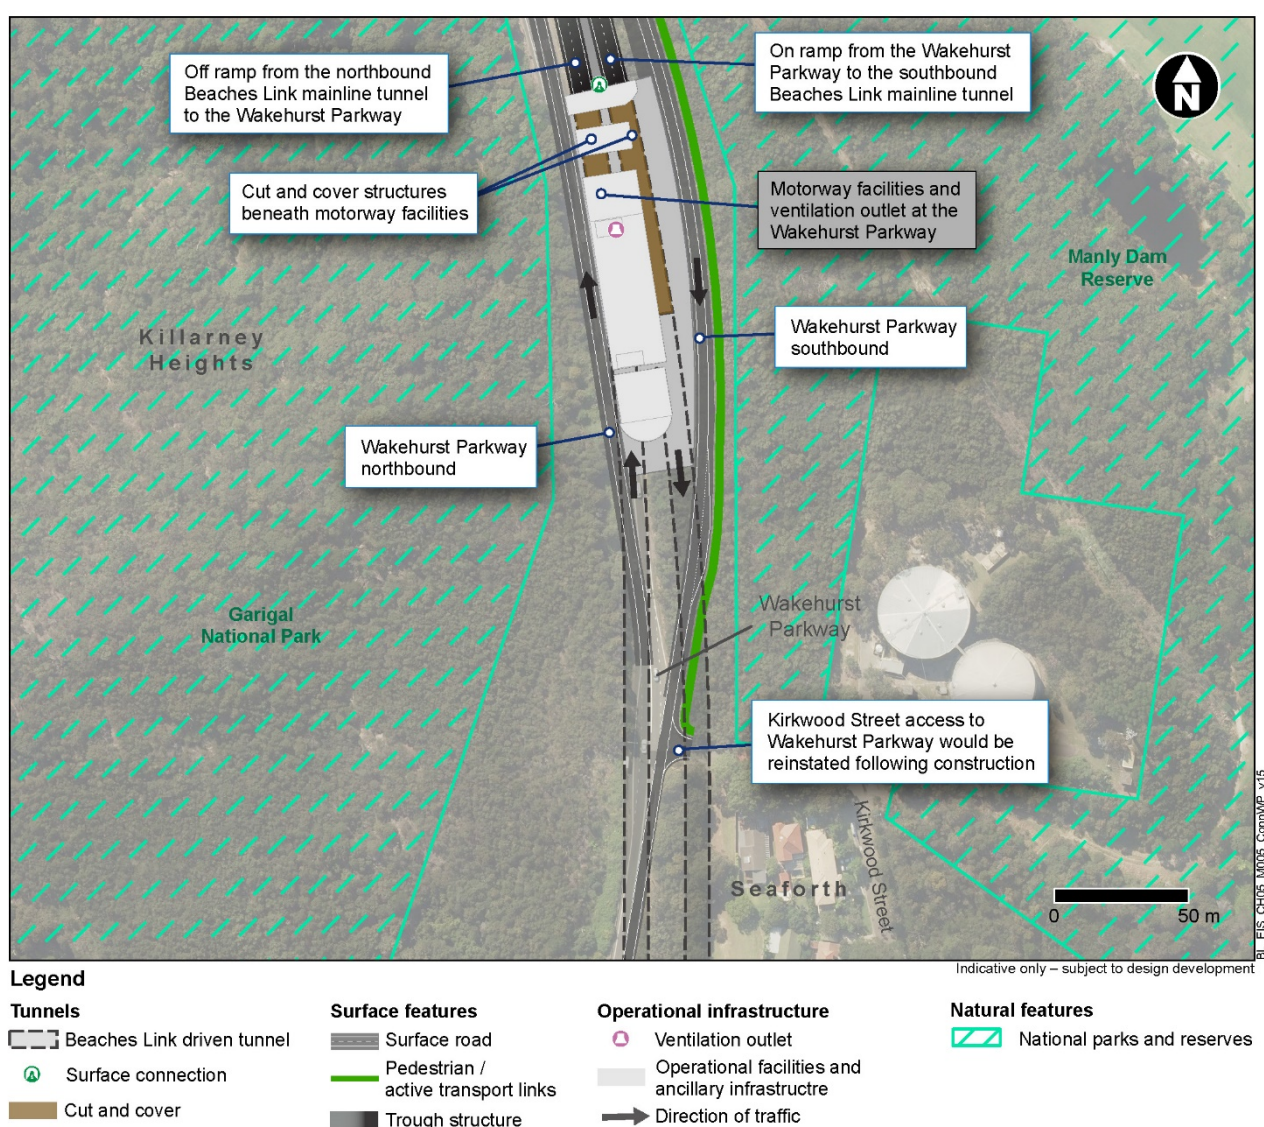 Off ramp from the northbound
Beaches Link mainline tunnel
to the Wakehurst Parkway
On ramp from the Wakehurst
Parkway to the southbound
Beaches Link mainline tunnel
N
Cut and cover structures
beneath motorway facilities
Motorway facilities and
ventilation outlet at the
Wakehurst Parkway
Manly Dam
Reserve
Killarney
Heights
Wakehurst Parkway
southbound
Wakehurst Parkway
northbound
Garigal
National Park
Wakehurst
Parkway
Kirkwood Street access to
Wakehurst Parkway would be
reinstated following construction
Kirkwood Street
Seaforth
0 50 m
BL_EIS_CH05_M005_ConnWP_v15
Indicative only – subject to design development
Legend
Tunnels
Beaches Link driven tunnel
Surface connection
Cut and cover
Surface features
Surface road
Pedestrian /
active transport links
Trough structure
Operational infrastructure
Ventilation outlet
Operational facilities and
ancillary infrastructre
Direction of traffic
Natural features
National parks and reserves